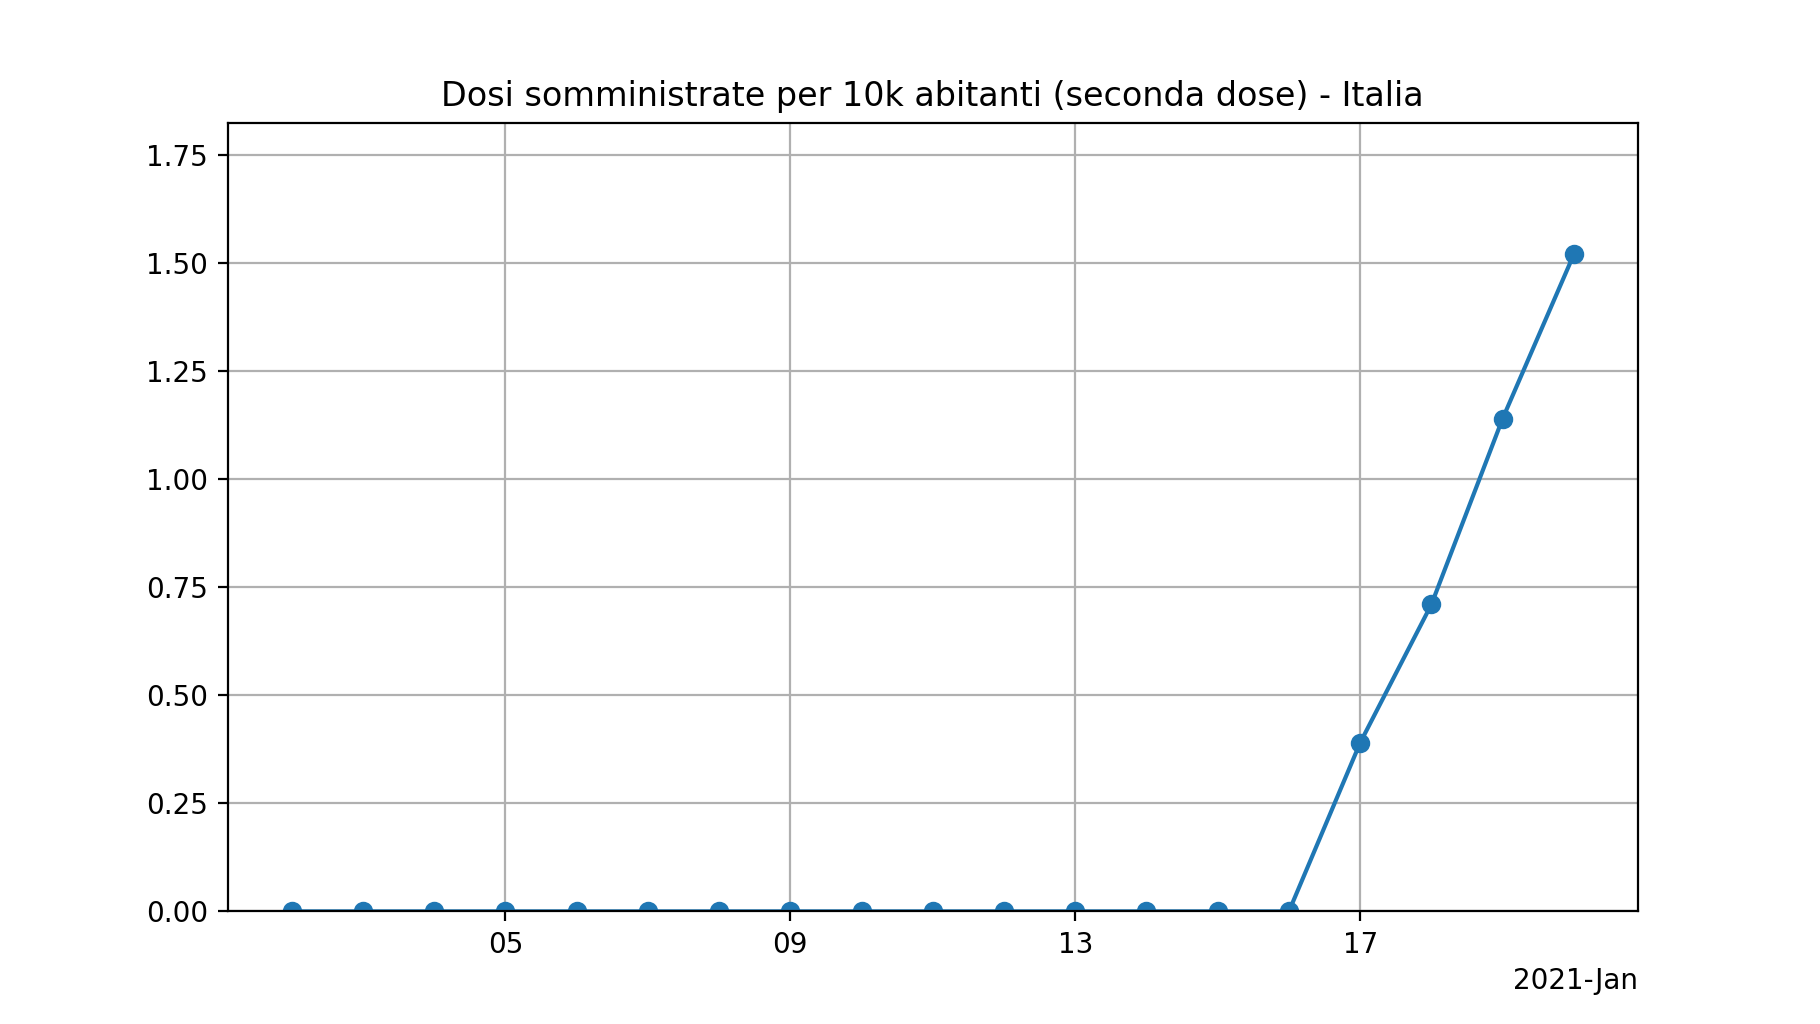 Dosi somministrate per 10k abitanti (seconda dose) - Italia
1.75
1.50
1.25
1.00
0.75
0.50
0.25
0.00
05 09 13 17
2021-Jan